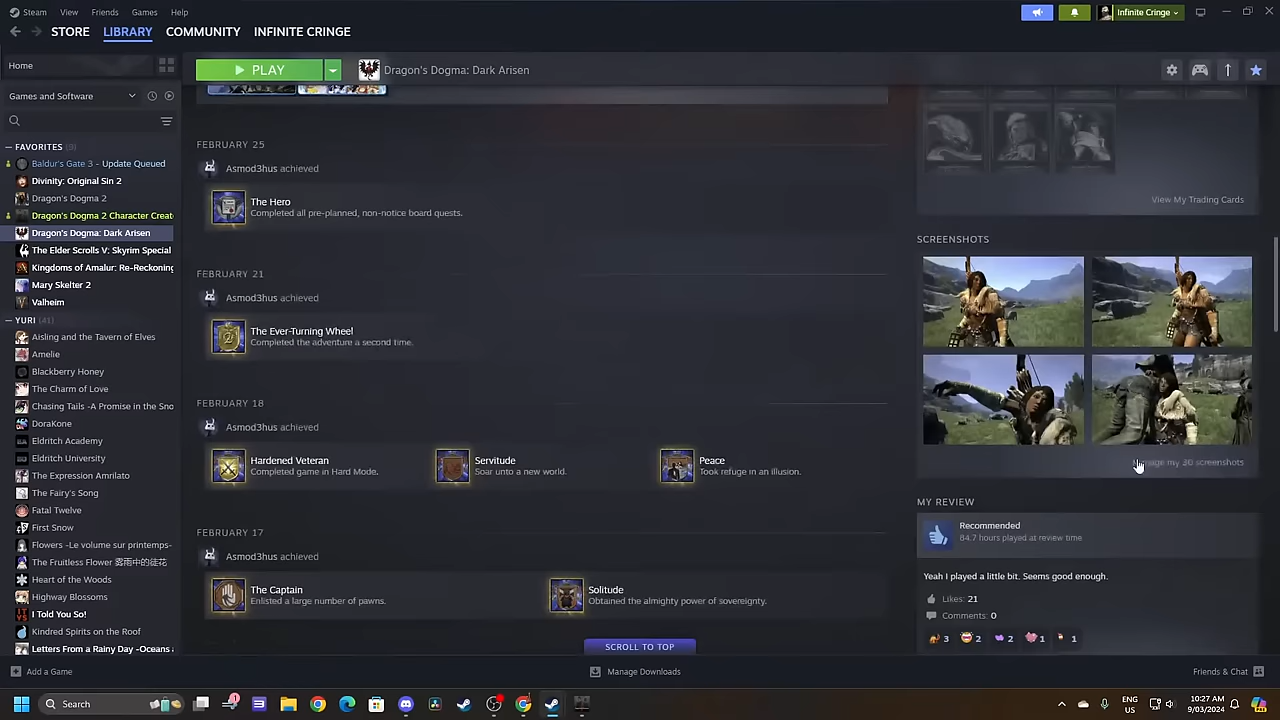 Steam View Friends Games Help
Infinite Cringe
STORE LIBRARY COMMUNITY INFINITE CRINGE
Home
PLAY
Dragon's Dogma: Dark Arisen
Games and Software
FAVORITES (9)
Baldur's Gate 3 - Update Queued
Divinity: Original Sin 2
Dragon's Dogma 2
Dragon's Dogma 2 Character Creat
Dragon's Dogma: Dark Arisen
The Elder Scrolls V: Skyrim Special
Kingdoms of Amalur: Re-Reckoning
Mary Skelter 2
Valheim
YURI (41)
Aisling and the Tavern of Elves
Amelie
Blackberry Honey
The Charm of Love
Chasing Tails -A Promise in the Sno
DoraKone
Eldritch Academy
Eldritch University
The Expression Amrilato
The Fairy's Song
Fatal Twelve
First Snow
Flowers -Le volume sur printemps-
The Fruitless Flower 雾雨中的徒花
Heart of the Woods
Highway Blossoms
I Told You So!
Kindred Spirits on the Roof
Letters From a Rainy Day -Oceans a
FEBRUARY 25
Asmod3hus achieved
The Hero
Completed all pre-planned, non-notice board quests.
FEBRUARY 21
Asmod3hus achieved
The Ever-Turning Wheel
Completed the adventure a second time.
FEBRUARY 18
Asmod3hus achieved
Hardened Veteran
Completed game in Hard Mode.
Servitude
Soar unto a new world.
Peace
Took refuge in an illusion.
FEBRUARY 17
Asmod3hus achieved
The Captain
Enlisted a large number of pawns.
Solitude
Obtained the almighty power of sovereignty.
SCROLL TO TOP
View My Trading Cards
SCREENSHOTS
my screenshots
MY REVIEW
Recommended
84.7 hours played at review time
Yeah I played a little bit. Seems good enough.
Likes: 21
Comments: 0
3 2 2 1 1
Add a Game
Manage Downloads
Friends & Chat
Search
ENG
US
10:27 AM
9/03/2024